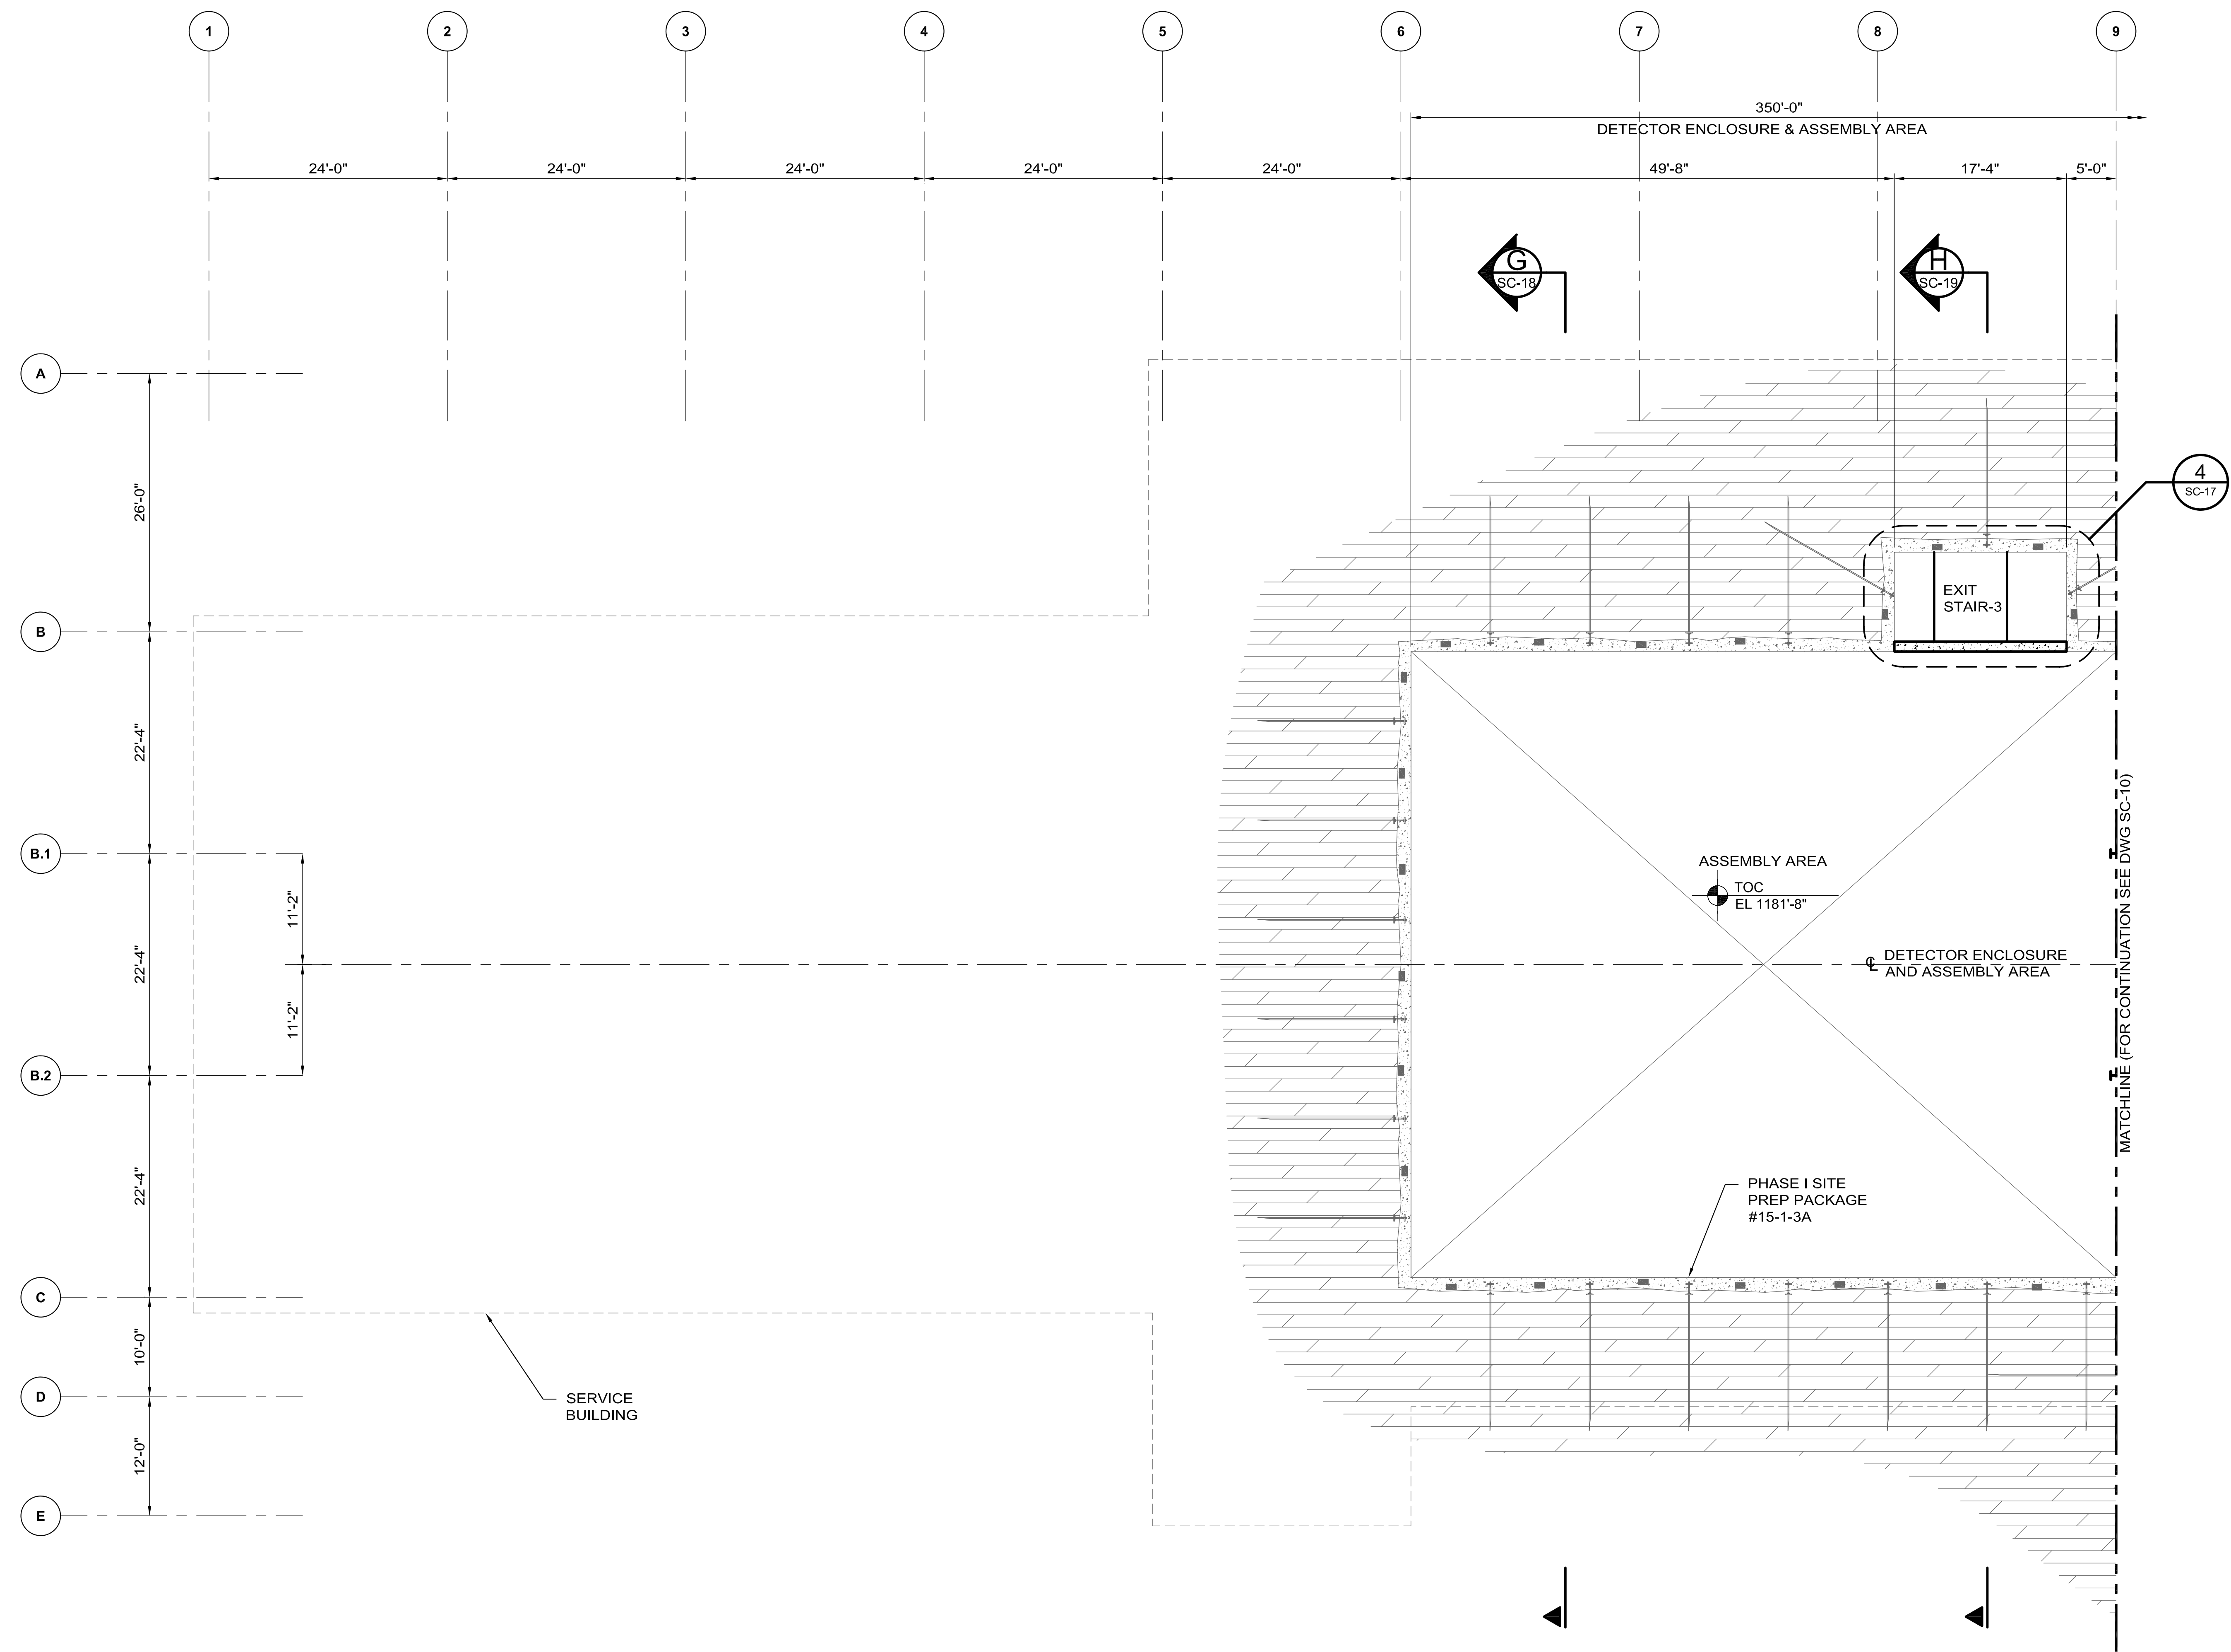 1
2
3
4
5
6
7
8
9
350'-0"
DETECTOR ENCLOSURE & ASSEMBLY AREA
24'-0"
24'-0"
24'-0"
24'-0"
24'-0"
49'-8"
17'-4"
5'-0"
G
SC-18
H
SC-19
A
4
SC-17
26'-0"
EXIT
STAIR-3
B
22'-4"
B.1
ASSEMBLY AREA
TOC
EL 1181'-8"
11'-2"
22'-4"
℄ DETECTOR ENCLOSURE
AND ASSEMBLY AREA
MATCHLINE (FOR CONTINUATION SEE DWG SC-10)
11'-2"
B.2
22'-4"
PHASE I SITE
PREP PACKAGE
#15-1-3A
C
10'-0"
D
SERVICE
BUILDING
12'-0"
E